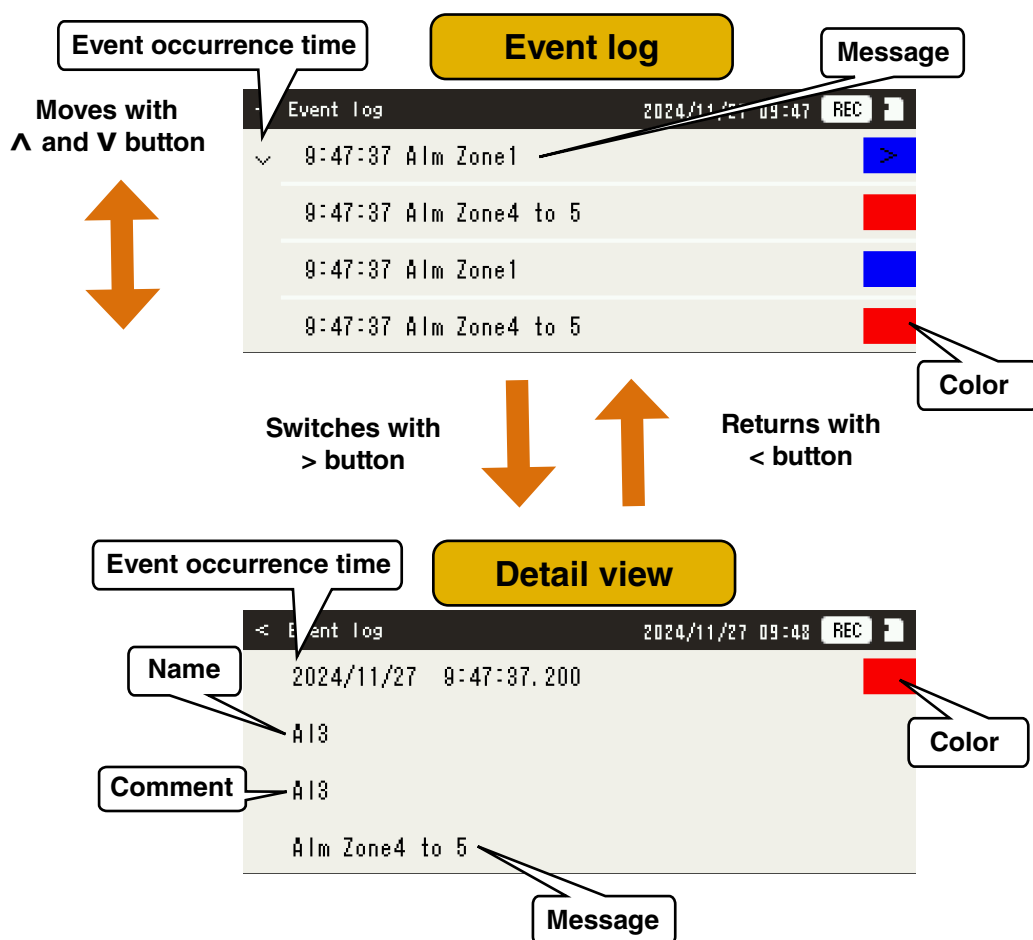 Event occurrence time
Event log
Message
Moves with
∧ and ∨ button
Event log 2024/11/27 09:47 REC
9:47:37 Alm Zone1 >
9:47:37 Alm Zone4 to 5
9:47:37 Alm Zone1
9:47:37 Alm Zone4 to 5
Color
Switches with
> button
Returns with
< button
Event occurrence time
Detail view
< Event log 2024/11/27 09:48 REC
Name
2024/11/27 9:47:37.200
AI3
Color
Comment
AI3
Alm Zone4 to 5
Message